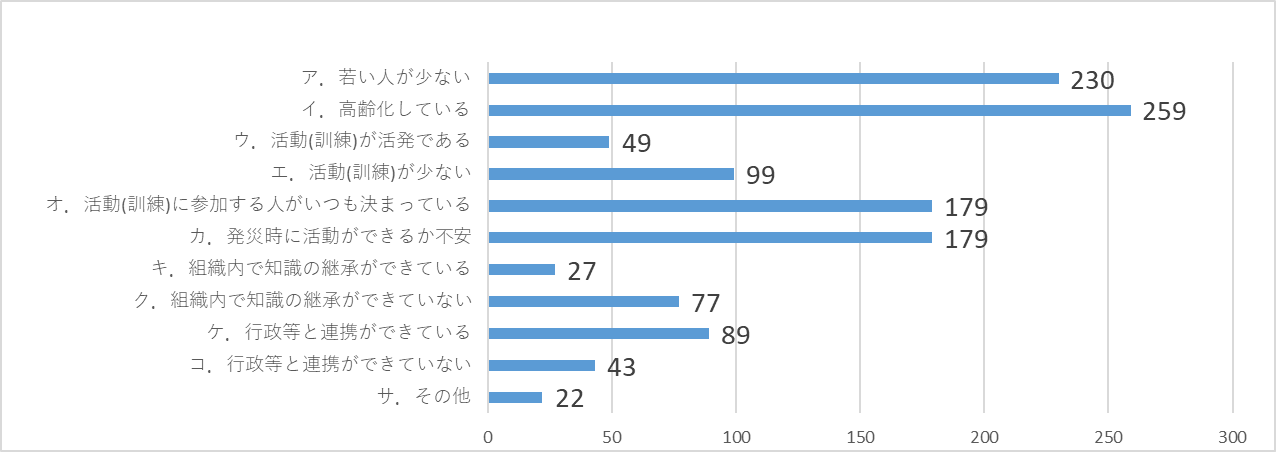 ア．若い人が少ない 230
イ．高齢化している 259
ウ．活動(訓練)が活発である 49
エ．活動(訓練)が少ない 99
オ．活動(訓練)に参加する人がいつも決まっている 179
カ．発災時に活動ができるか不安 179
キ．組織内で知識の継承ができている 27
ク．組織内で知識の継承ができていない 77
ケ．行政等と連携ができている 89
コ．行政等と連携ができていない 43
サ．その他 22
0 50 100 150 200 250 300